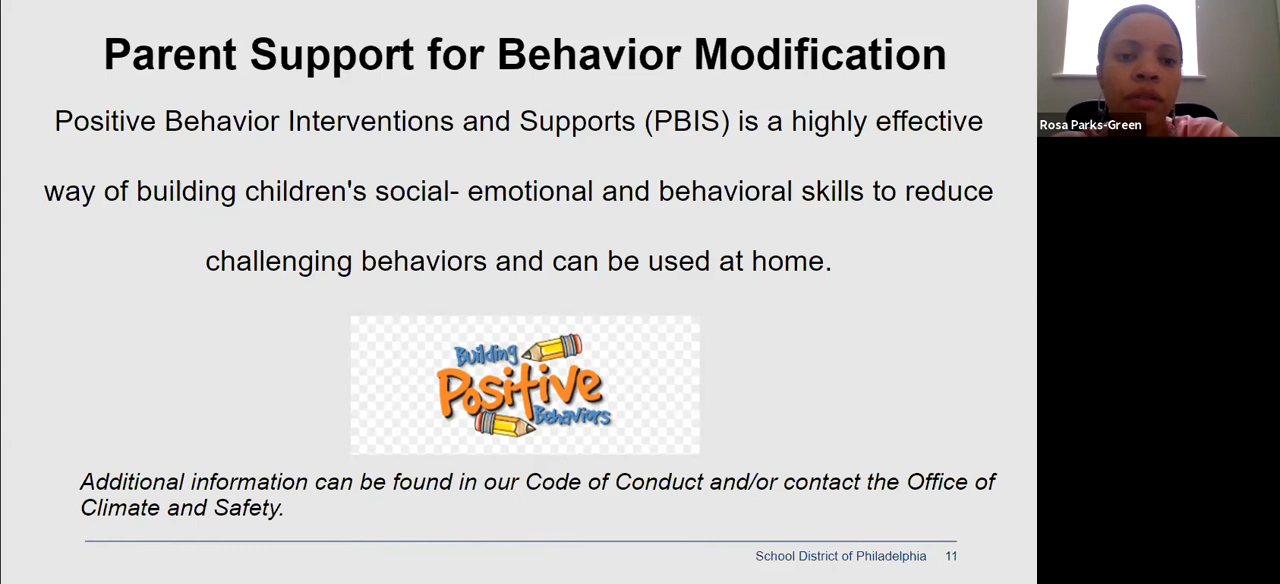 Parent Support for Behavior Modification
Positive Behavior Interventions and Supports (PBIS) is a highly effective
way of building children's social- emotional and behavioral skills to reduce
challenging behaviors and can be used at home.
Building
Positive
Behaviors
Additional information can be found in our Code of Conduct and/or contact the Office of
Climate and Safety.
School District of Philadelphia 11
Rosa Parks-Green